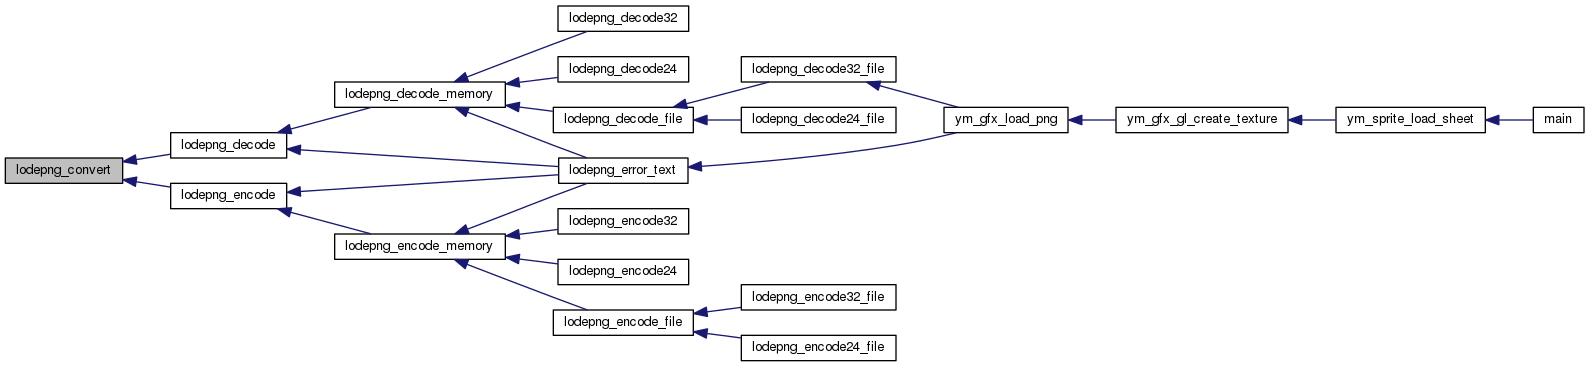 lodepng_decode32
lodepng_decode24
lodepng_decode32_file
lodepng_decode_memory
lodepng_decode_file
lodepng_decode24_file
ym_gfx_load_png
ym_gfx_gl_create_texture
ym_sprite_load_sheet
main
lodepng_decode
lodepng_convert
lodepng_error_text
lodepng_encode
lodepng_encode32
lodepng_encode_memory
lodepng_encode24
lodepng_encode32_file
lodepng_encode_file
lodepng_encode24_file